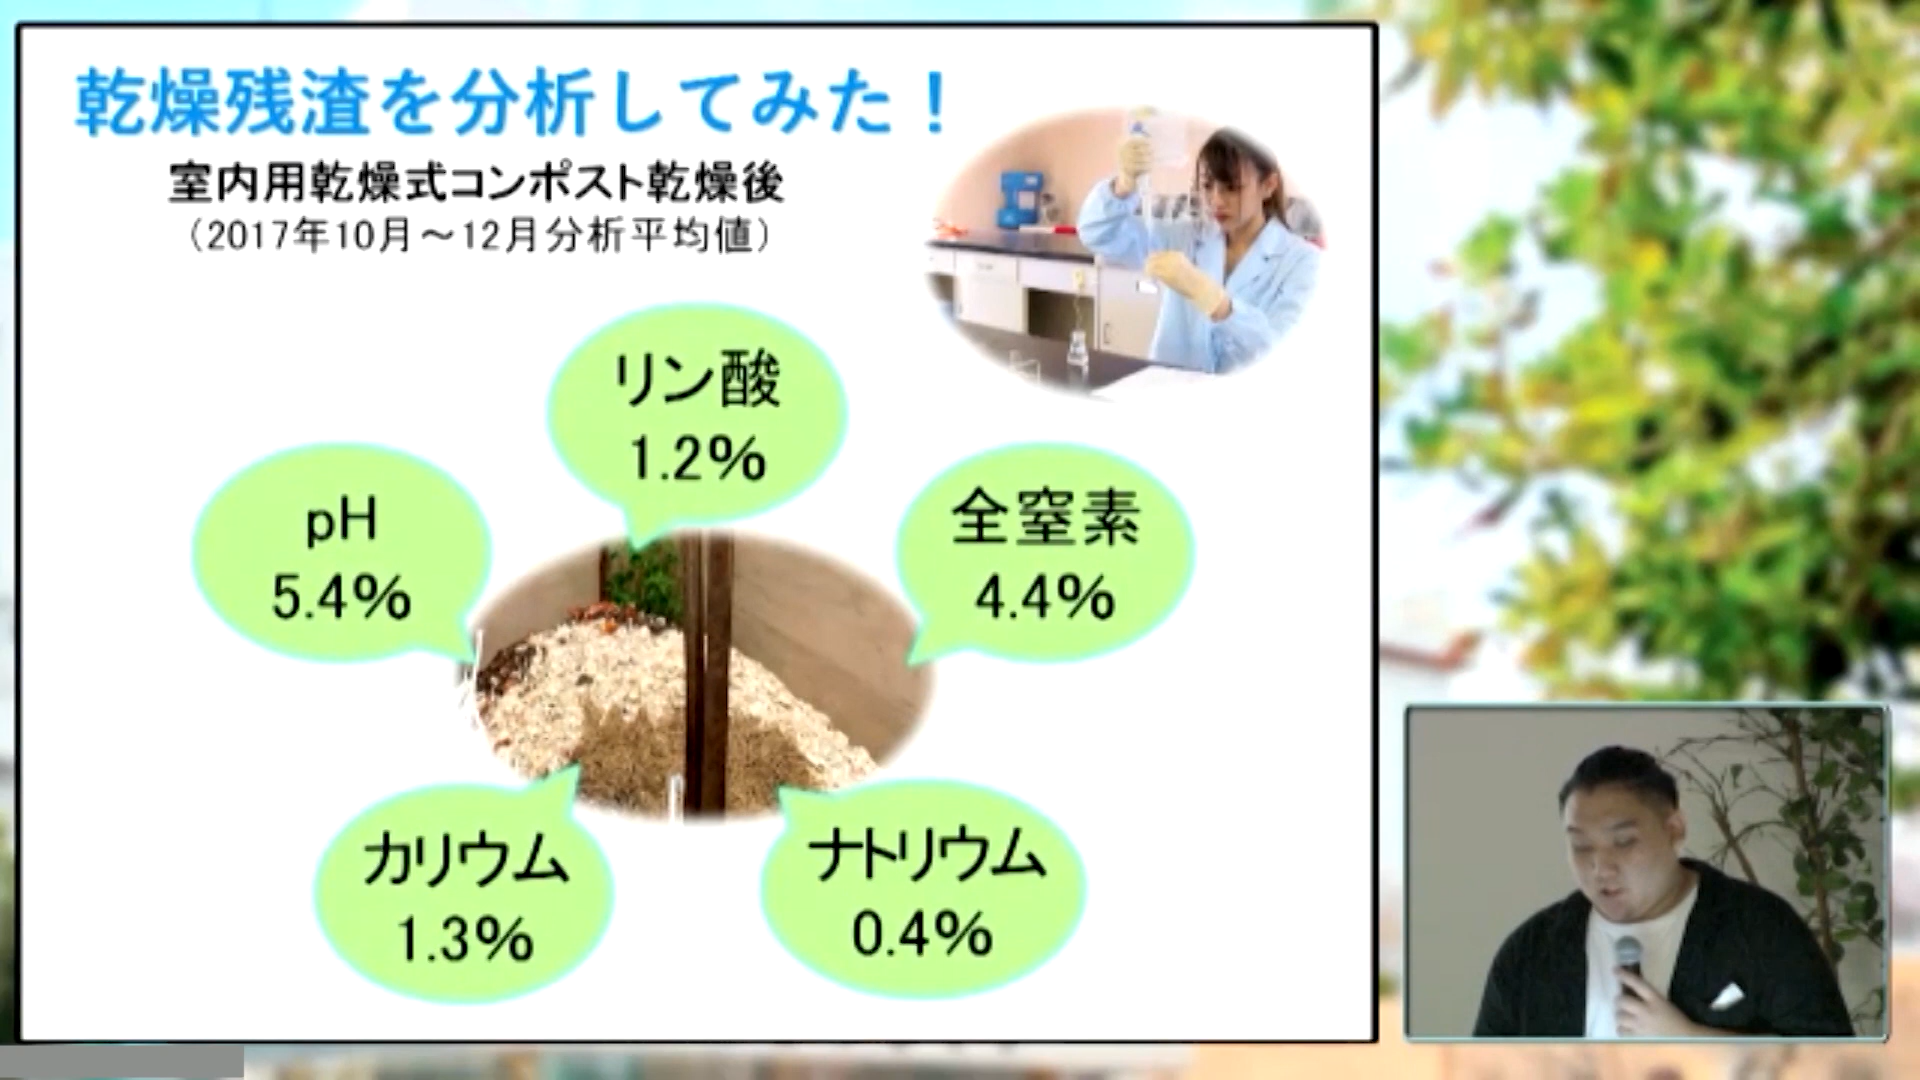 乾燥残渣を分析してみた！
室内用乾燥式コンポスト乾燥後
（2017年10月～12月分析平均値）
リン酸
1.2%
pH
5.4%
全窒素
4.4%
カリウム
1.3%
ナトリウム
0.4%